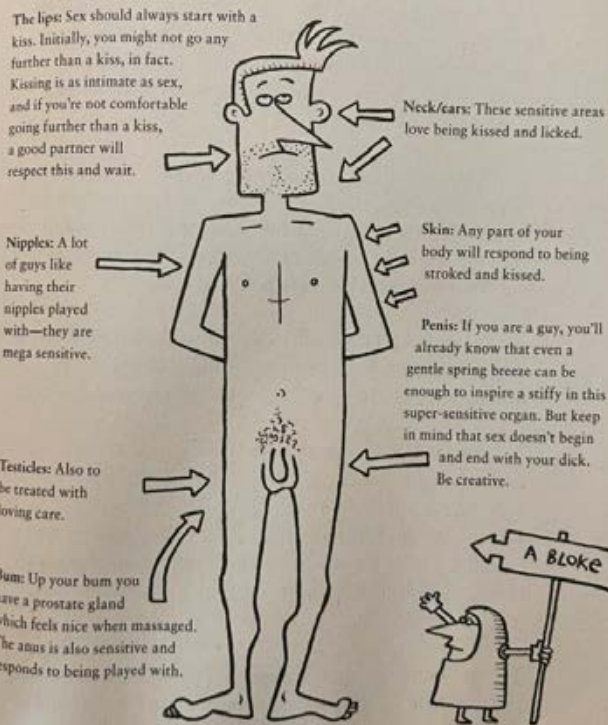 The lips: Sex should always start with a
kiss. Initially, you might not go any
further than a kiss, in fact.
Kissing is as intimate as sex,
and if you're not comfortable
going further than a kiss,
a good partner will
respect this and wait.
Neck/ears: These sensitive areas
love being kissed and licked.
Nipples: A lot
of guys like
having their
nipples played
with—they are
mega sensitive.
Skin: Any part of your
body will respond to being
stroked and kissed.
Penis: If you are a guy, you'll
already know that even a
gentle spring breeze can be
enough to inspire a stiffy in this
super-sensitive organ. But keep
in mind that sex doesn't begin
and end with your dick.
Be creative.
Testicles: Also to
be treated with
loving care.
Bum: Up your bum you
have a prostate gland
which feels nice when massaged.
The anus is also sensitive and
responds to being played with.
A BLOKE